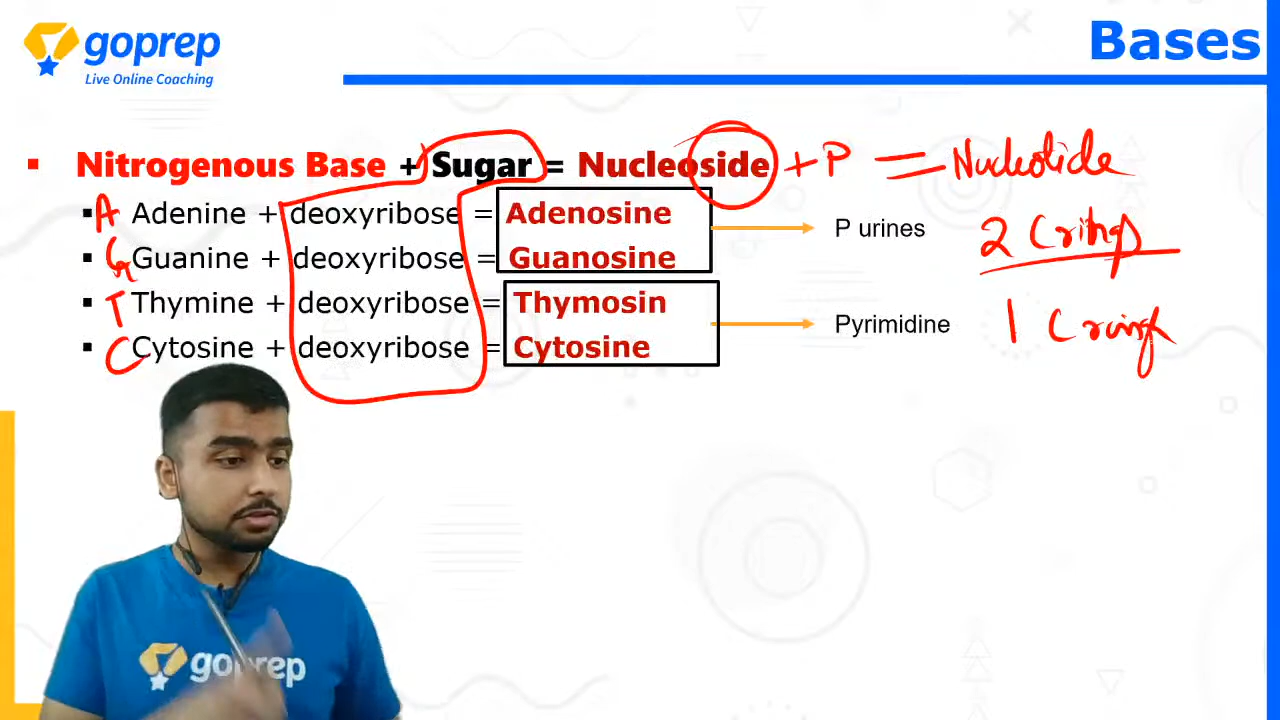 goprep
Live Online Coaching
Bases
▪ Nitrogenous Base + Sugar = Nucleoside + P = Nucleotide
▪ A Adenine + deoxyribose = Adenosine
P urines
2 C rings
▪ G Guanine + deoxyribose = Guanosine
▪ T Thymine + deoxyribose = Thymosin
Pyrimidine
1 C ring
▪ C Cytosine + deoxyribose = Cytosine
goprep